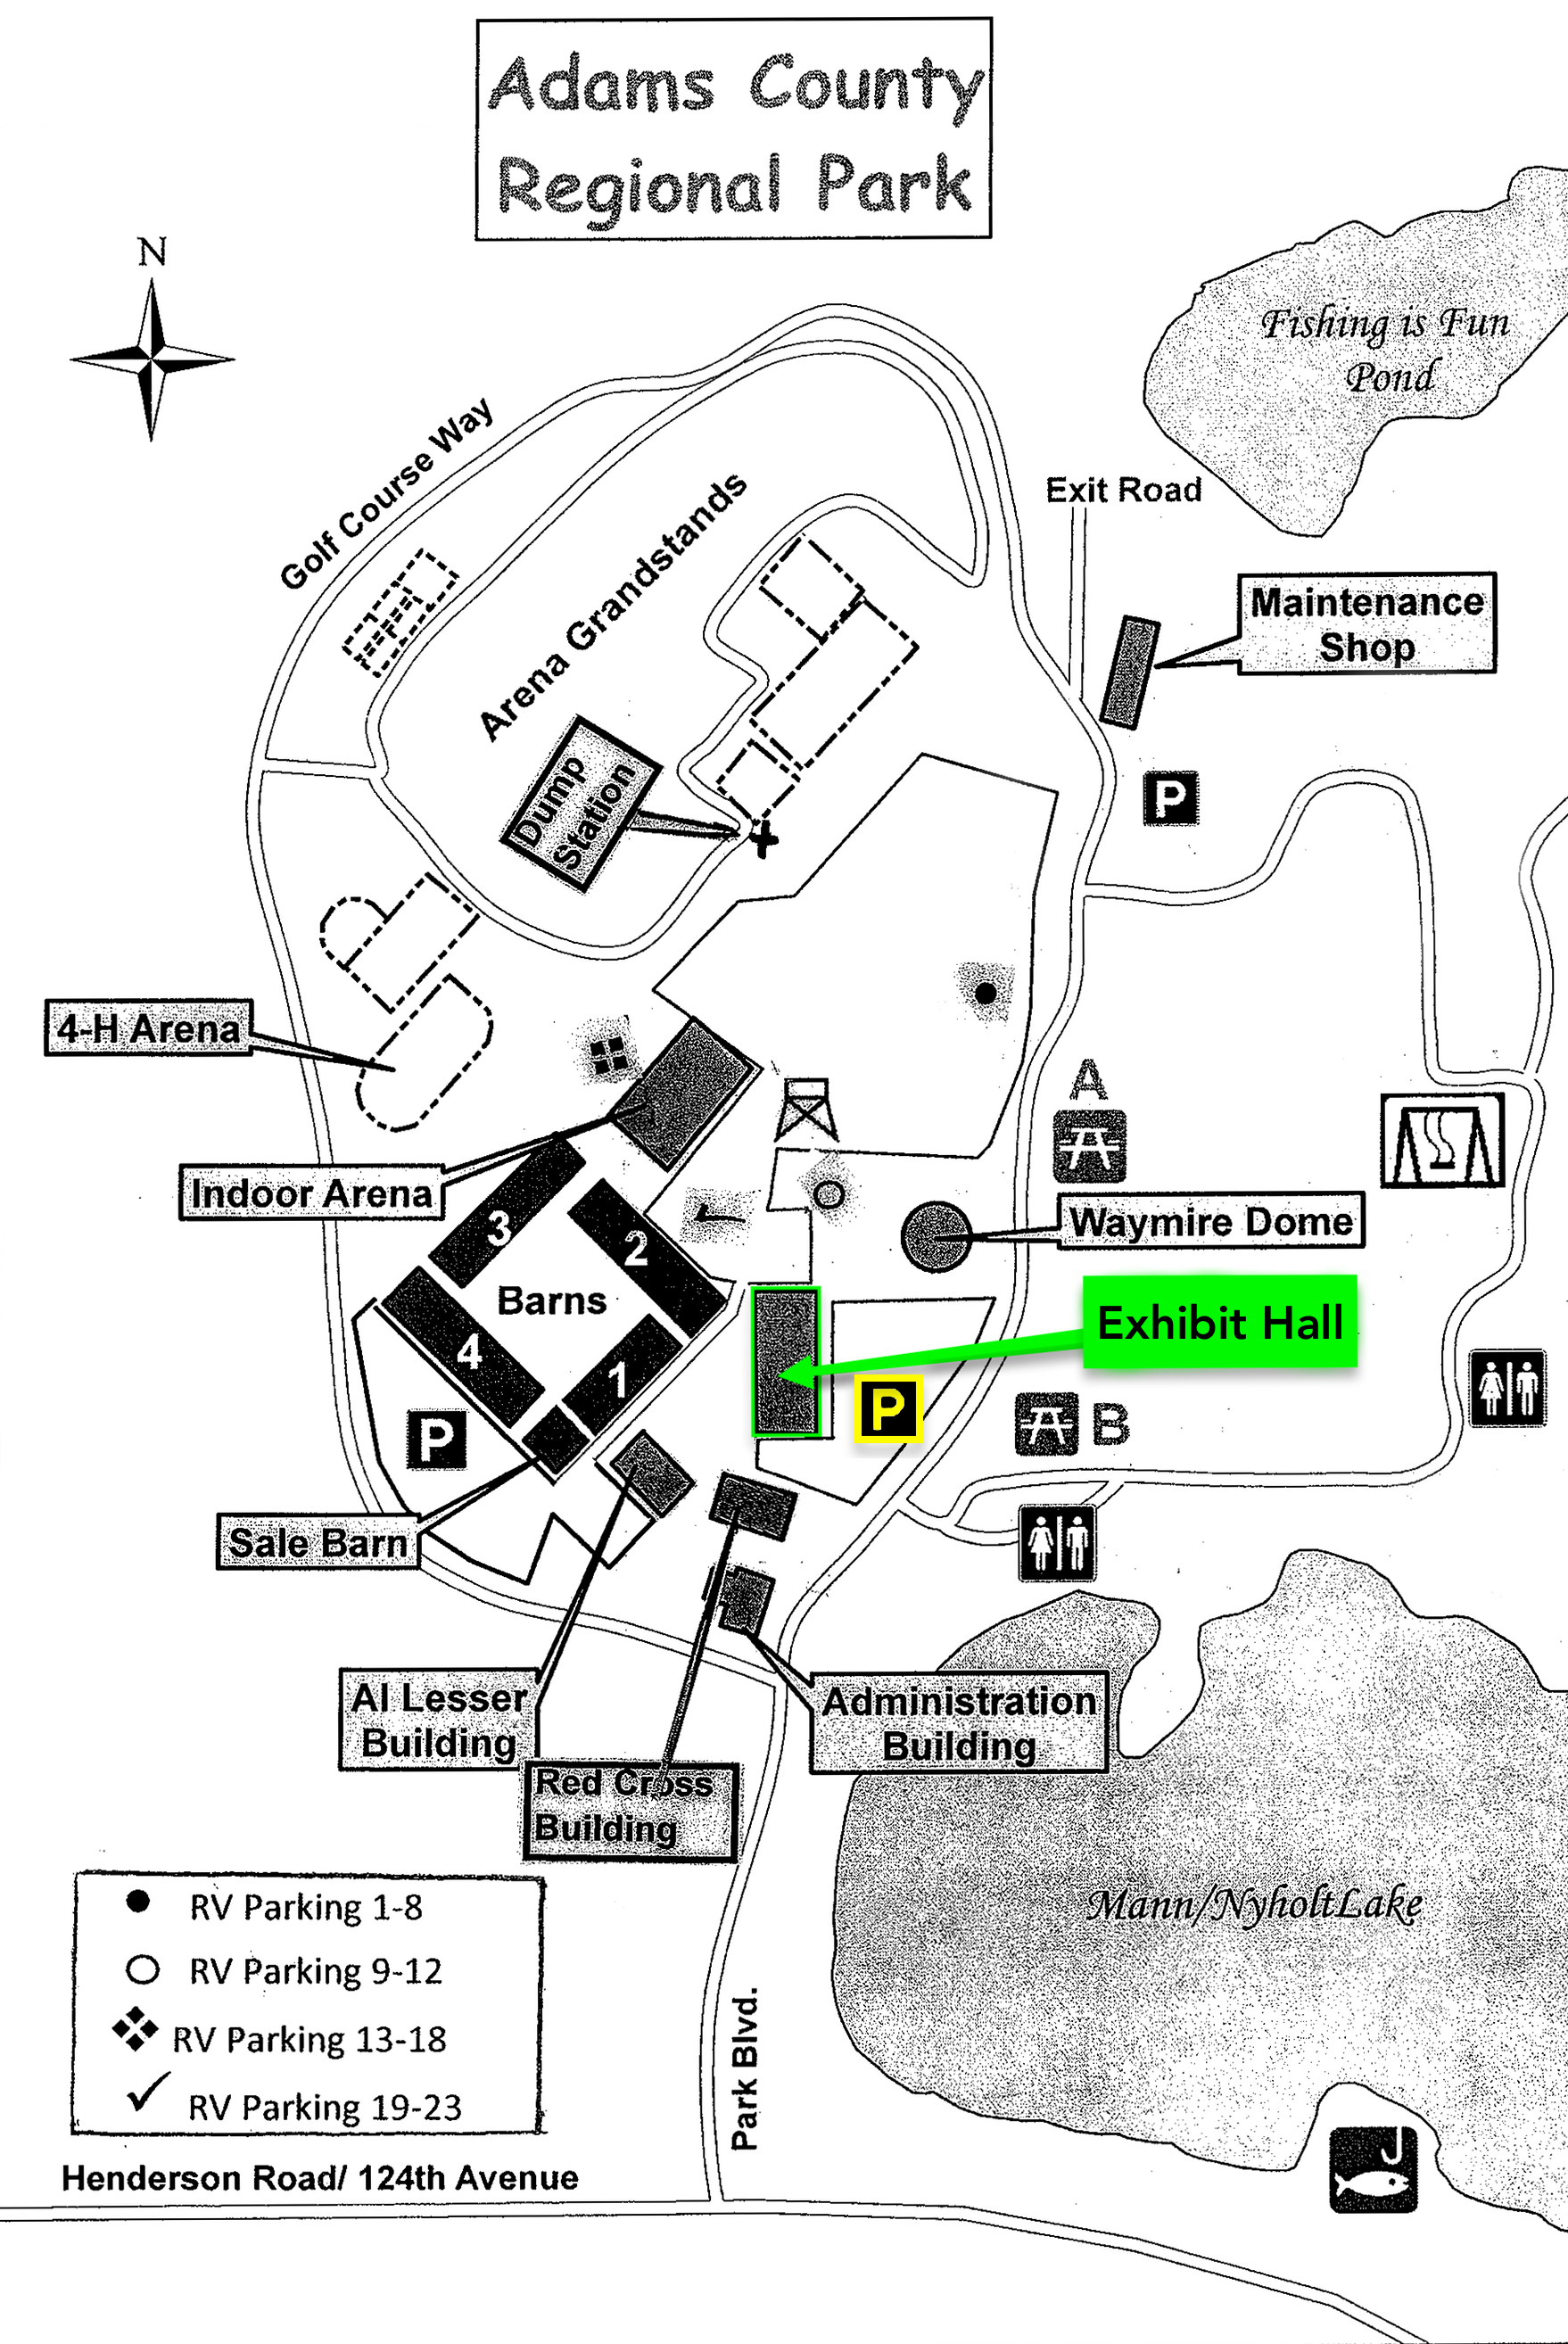 Adams County
Regional Park
N
Fishing is Fun
Pond
Golf Course Way
Exit Road
Arena Grandstands
Maintenance
Shop
Dump
Station
P
4-H Arena
A
Indoor Arena
3
2
Waymire Dome
Barns
Exhibit Hall
4
1
P
B
P
Sale Barn
Al Lesser
Building
Administration
Building
Red Cross
Building
RV Parking 1-8
RV Parking 9-12
RV Parking 13-18
RV Parking 19-23
Mann/Nyholt Lake
Park Blvd.
Henderson Road/ 124th Avenue